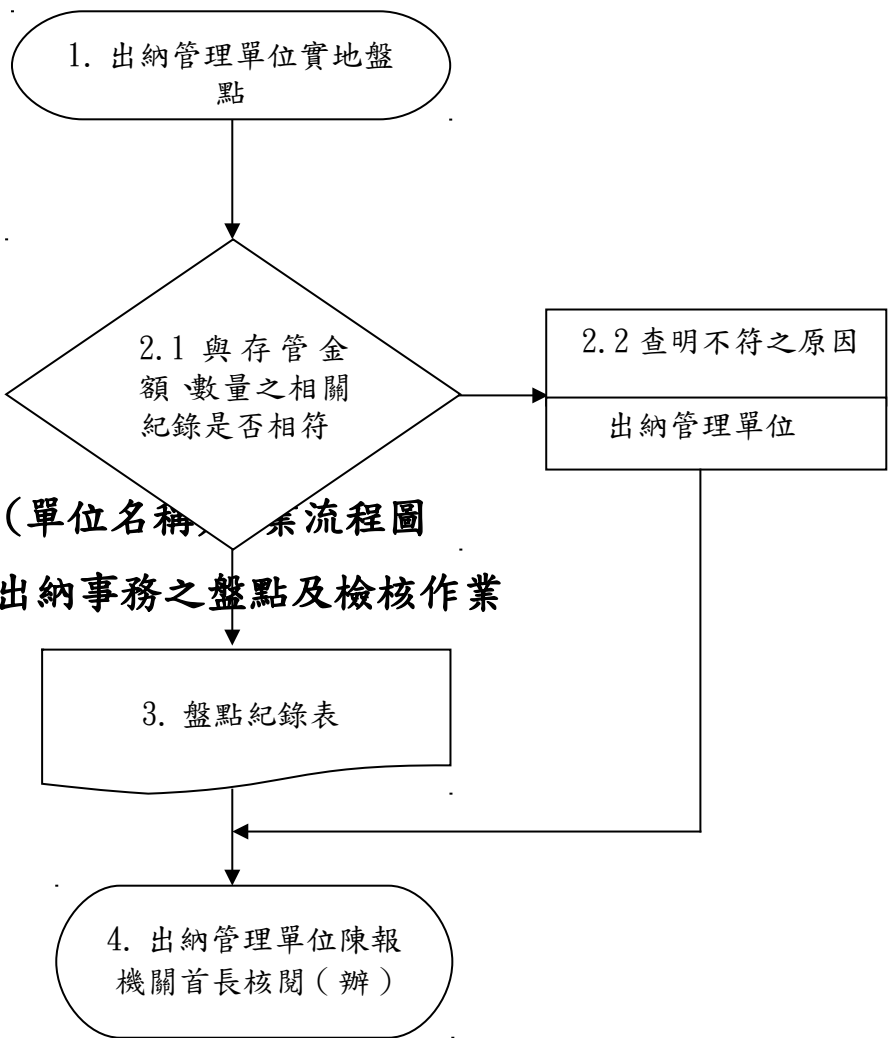 1. 出納管理單位實地盤
點
2.1 與存管金
額、數量之相關
紀錄是否相符
2.2 查明不符之原因
出納管理單位
(單位名稱)業流程圖
出納事務之盤點及檢核作業
3. 盤點紀錄表
4. 出納管理單位陳報
機關首長核閱(辦)